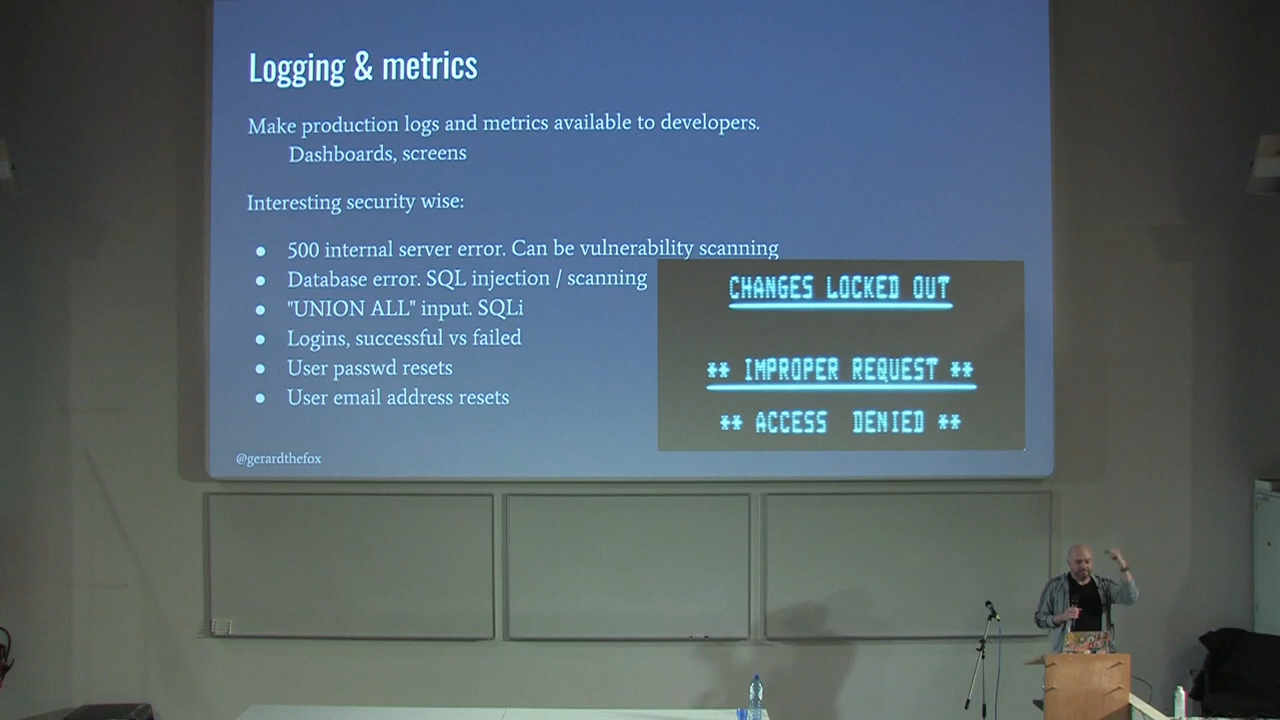 Logging & metrics
Make production logs and metrics available to developers.
Dashboards, screens
Interesting security wise:
● 500 internal server error. Can be vulnerability scanning
● Database error. SQL injection / scanning
● "UNION ALL" input. SQLi
● Logins, successful vs failed
● User passwd resets
● User email address resets
CHANGES LOCKED OUT
** IMPROPER REQUEST **
** ACCESS DENIED **
@gerardthefox